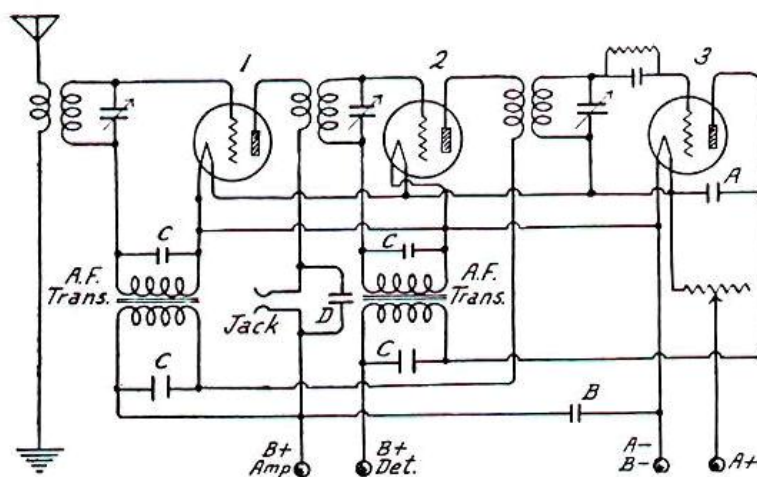 1
2
3
A
C
C
A.F.
Trans.
A.F.
Trans.
Jack
D
C
C
B
B+
Amp
B+
Det.
A-
B-
A+